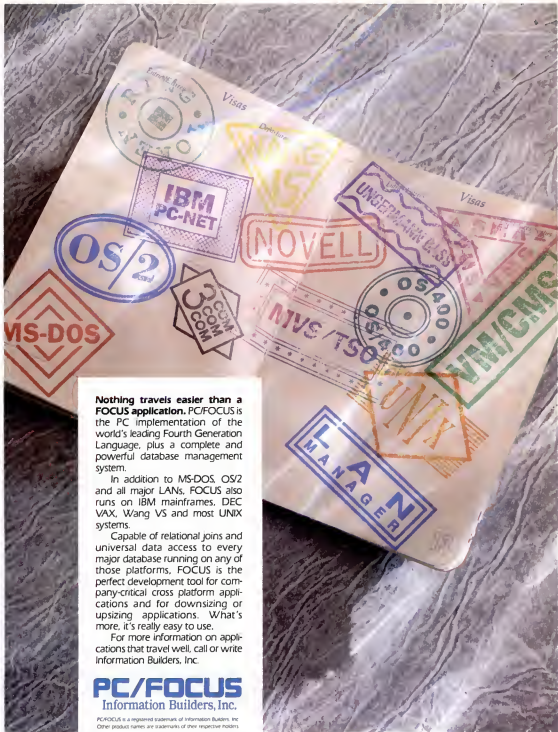 Visas
Visas
Departure
IBM
PC-NET
NOVELL
UNGERMANN BASS
OS/2
3
COM
COM
COM
MVS/TSO
OS/400
OS/400
VM/CMS
MS-DOS
UNIX
LAN
MANAGER
Nothing travels easier than a
FOCUS application. PC/FOCUS is
the PC implementation of the
world's leading Fourth Generation
Language, plus a complete and
powerful database management
system.
In addition to MS-DOS, OS/2
and all major LANs, FOCUS also
runs on IBM mainframes, DEC
VAX, Wang VS and most UNIX
systems.
Capable of relational joins and
universal data access to every
major database running on any of
those platforms, FOCUS is the
perfect development tool for com-
pany-critical cross platform appli-
cations and for downsizing or
upsizing applications. What's
more, it's really easy to use.
For more information on appli-
cations that travel well, call or write
Information Builders, Inc.
PC/FOCUS
Information Builders, Inc.
PC/FOCUS is a registered trademark of Information Builders, Inc.
Other product names are trademarks of their respective holders.